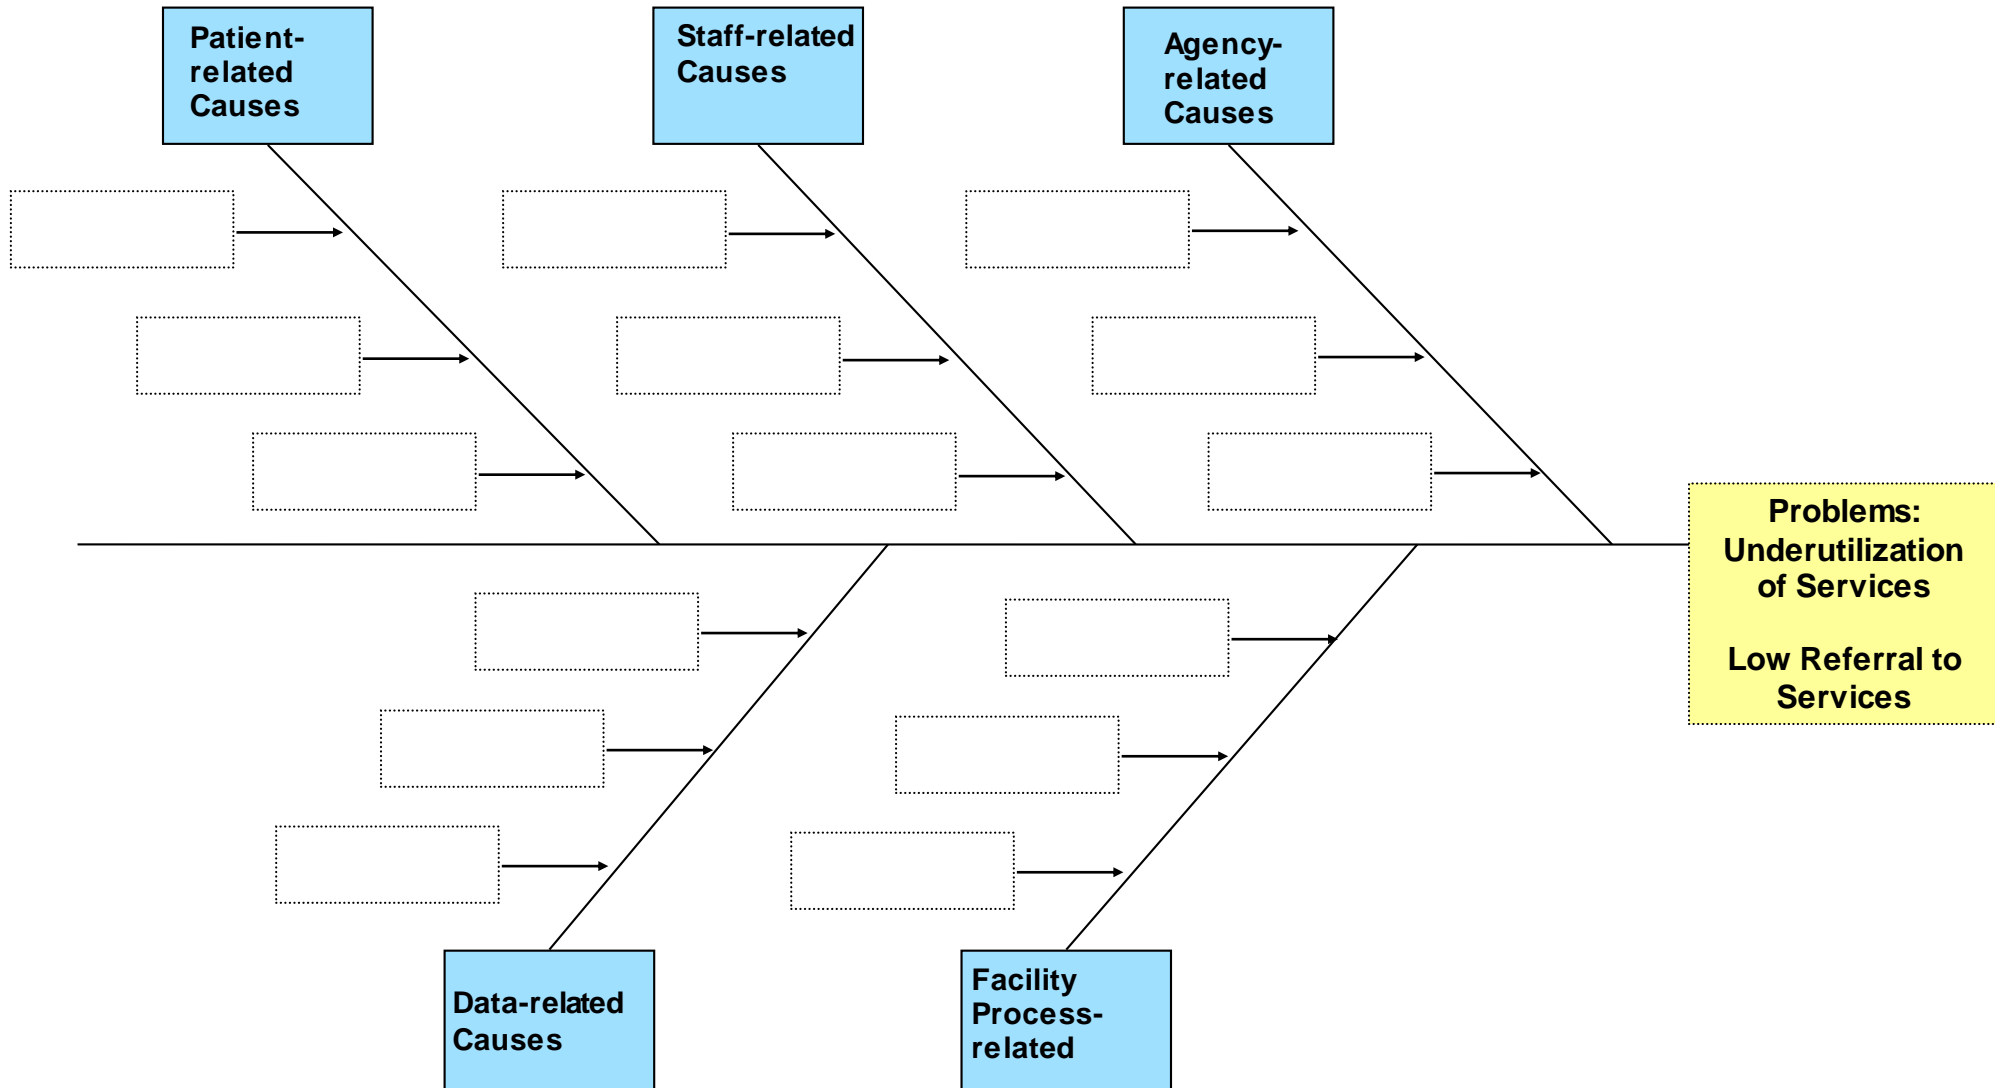 Patient-
related
Causes
Staff-related
Causes
Agency-
related
Causes
Problems:
Underutilization
of Services
Low Referral to
Services
Data-related
Causes
Facility
Process-
related